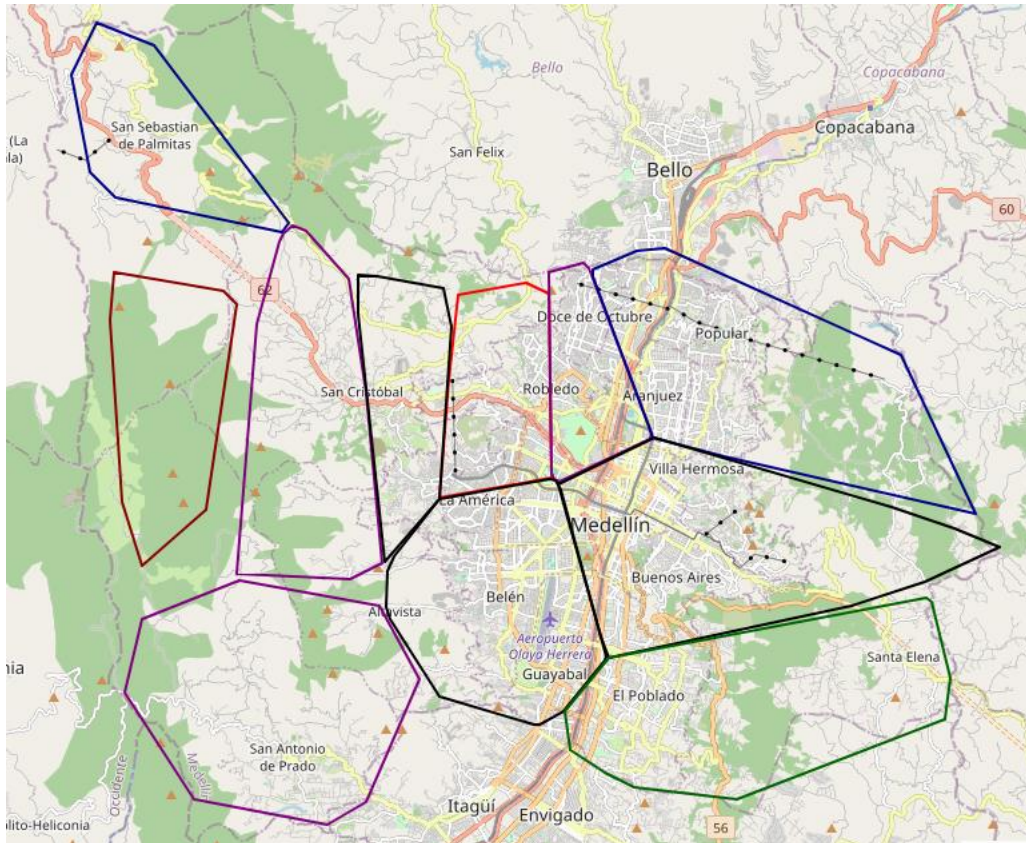 Copacabana
Bello
Copacabana
San Sebastian
de Palmitas
(La
San Felix
Bello
60
62
Doce de Octubre
Popular
San Cristóbal
Robledo
Aranjuez
Villa Hermosa
La América
Medellín
Buenos Aires
Belén
Altavista
Aeropuerto
Olaya Herrera
Santa Elena
Guayabal
El Poblado
San Antonio
de Prado
Occidente
Medellín
Itagüí
Envigado
56